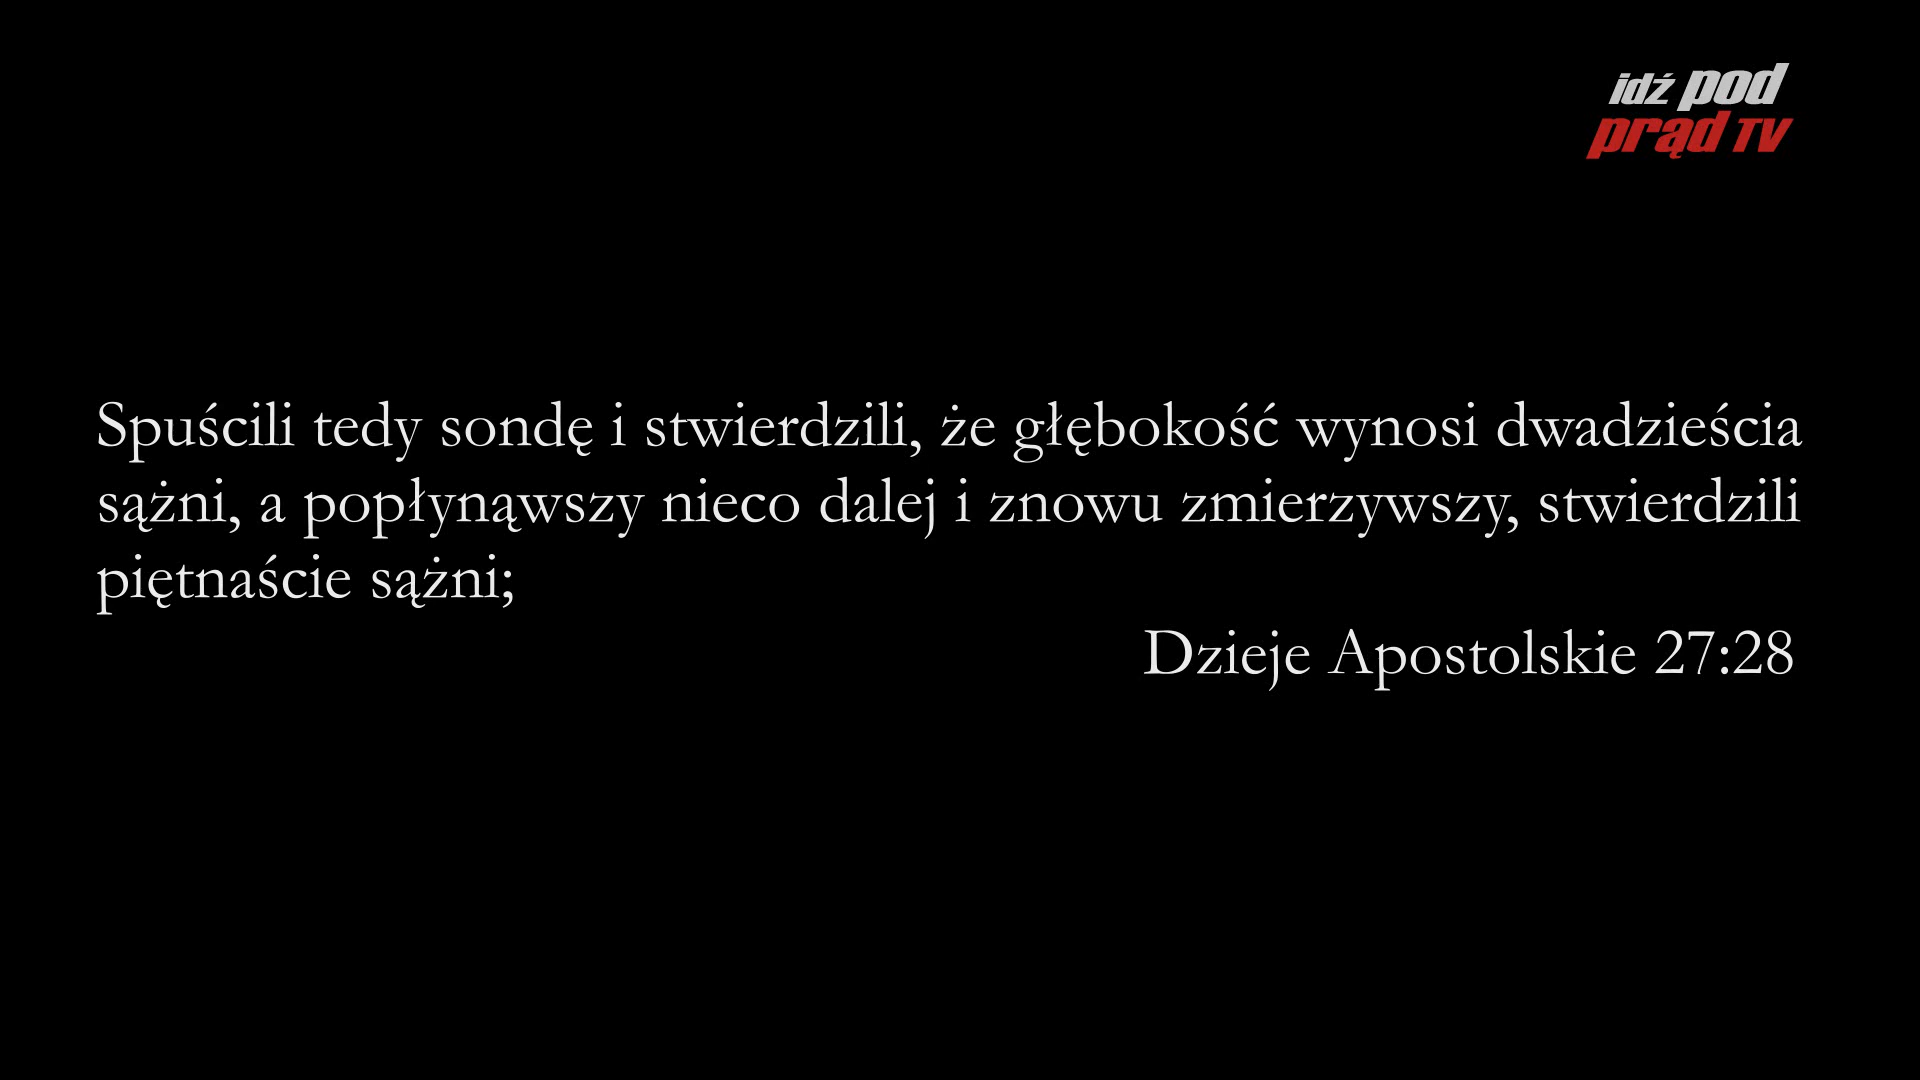 idź pod
prąd TV
Spuścili tedy sondę i stwierdzili, że głębokość wynosi dwadzieścia
sążni, a popłynąwszy nieco dalej i znowu zmierzywszy, stwierdzili
piętnaście sążni;
Dzieje Apostolskie 27:28